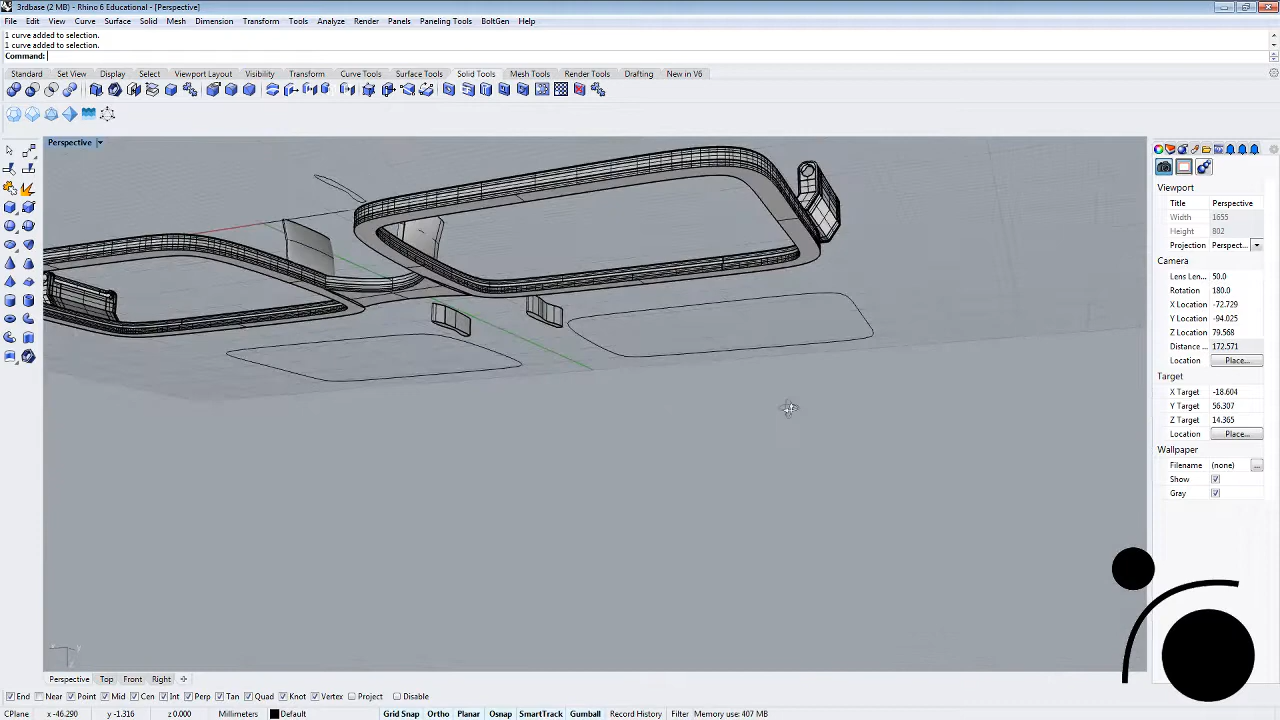 3rdbase (2 MB) - Rhino 6 Educational - [Perspective]
File Edit View Curve Surface Solid Mesh Dimension Transform Tools Analyze Render Panels Paneling Tools BoltGen Help
1 curve added to selection.
1 curve added to selection.
Command:
Standard Set View Display Select Viewport Layout Visibility Transform Curve Tools Surface Tools Solid Tools Mesh Tools Render Tools Drafting New in V6
Perspective
Viewport
Title Perspective
Width 1655
Height 802
Projection Perspect...
Camera
Lens Len... 50.0
Rotation 180.0
X Location -72.729
Y Location -94.025
Z Location 79.568
Distance ... 172.571
Location Place...
Target
X Target -18.604
Y Target 56.307
Z Target 14.365
Location Place...
Wallpaper
Filename (none) ...
Show
Gray
Perspective Top Front Right
End Near Point Mid Cen Int Perp Tan Quad Knot Vertex Project Disable
CPlane x -46.290 y -1.316 z 0.000 Millimeters Default Grid Snap Ortho Planar Osnap SmartTrack Gumball Record History Filter Memory use: 407 MB